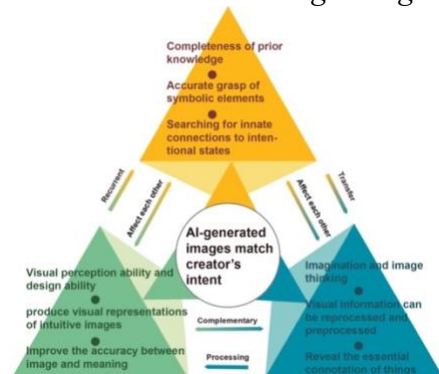 Completeness of prior
knowledge
Accurate grasp of
symbolic elements
Searching for innate
connections to inten-
tional states
Recurrent
Affect each other
Affect each other
Transfer
AI-generated
images match
creator's
intent
Visual perception ability and
design ability
produce visual representations
of intuitive images
Improve the accuracy between
image and meaning
Complementary
Processing
Imagination and image
thinking
Visual information can
be reprocessed and
preprocessed
Reveal the essential
connotation of things